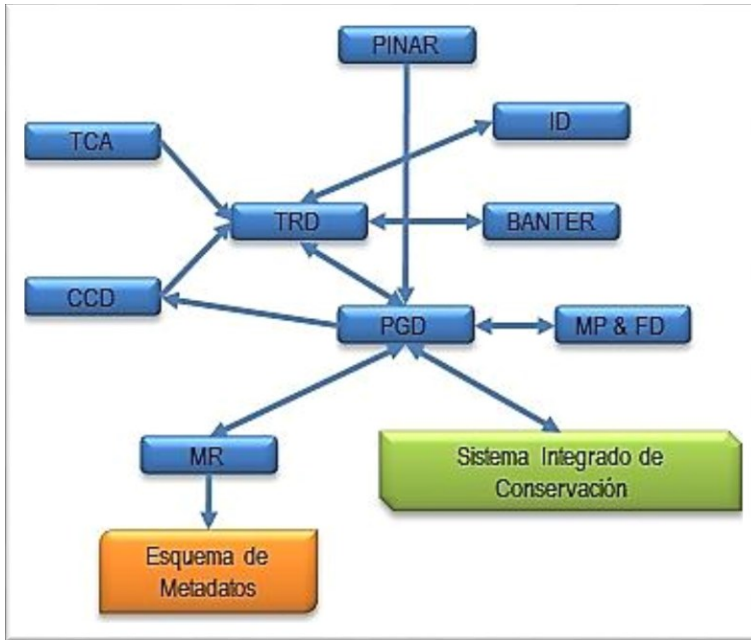 PINAR
ID
TCA
TRD
BANTER
CCD
PGD
MP & FD
MR
Sistema Integrado de
Conservación
Esquema de
Metadatos